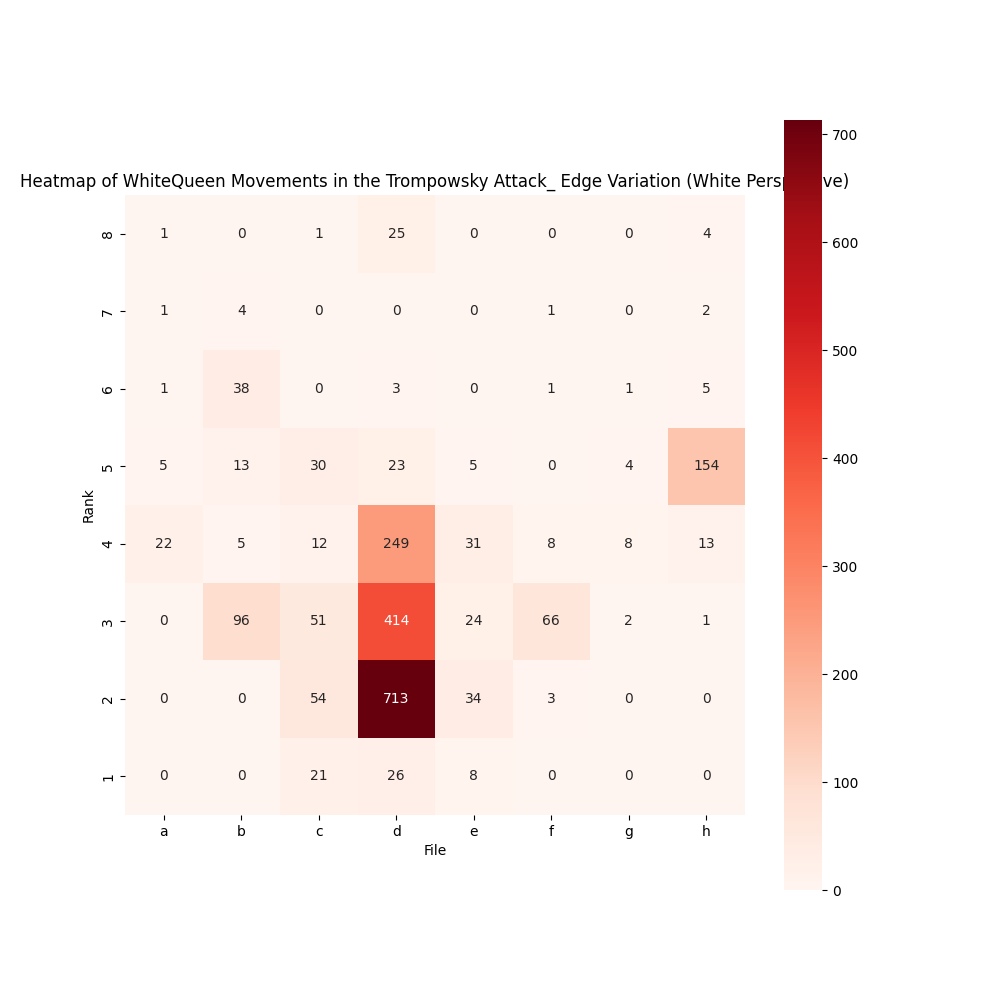 Heatmap of WhiteQueen Movements in the Trompowsky Attack_ Edge Variation (White Perspective)
700
600
500
400
300
200
100
0
Rank
8 1 0 1 25 0 0 0 4
7 1 4 0 0 0 1 0 2
6 1 38 0 3 0 1 1 5
5 5 13 30 23 5 0 4 154
4 22 5 12 249 31 8 8 13
3 0 96 51 414 24 66 2 1
2 0 0 54 713 34 3 0 0
1 0 0 21 26 8 0 0 0
a b c d e f g h
File